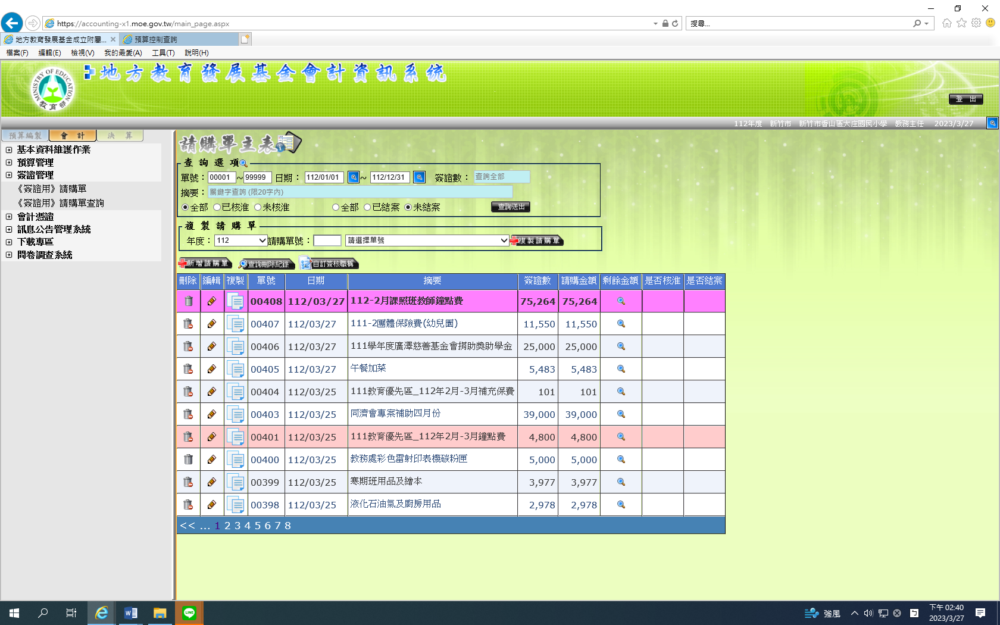 https://accounting-x1.moe.gov.tw/main_page.aspx
搜尋...
地方教育發展基金成立附屬...
預算控制查詢
檔案(F) 編輯(E) 檢視(V) 我的最愛(A) 工具(T) 說明(H)
MINISTRY OF EDUCATION 教育部
地方教育發展基金會計資訊系統
登 出
112年度 新竹市 新竹市香山區大庄國民小學 教務主任 2023/3/27
預算編製 會 計 決 算
基本資料維護作業
預算管理
簽證管理
《簽證用》請購單
《簽證用》請購單查詢
會計憑證
訊息公告管理系統
下載專區
問卷調查系統
請購單主表
查 詢 選 項
單號： 00001 ~ 99999 日期： 112/01/01 ~ 112/12/31 簽證數： 查詢全部
摘要： 關鍵字查詢 (限20字內)
全部 已核准 未核准 全部 已結案 未結案 查詢送出
複 製 請 購 單
年度： 112 請購單號： 請選擇單號 複製請購單
新增請購單 查詢刪除紀錄 自訂簽核職稱
刪除 編輯 複製 單號 日期 摘要 簽證數 請購金額 剩餘金額 是否核准 是否結案
00408 112/03/27 112-2月課照班教師鐘點費 75,264 75,264
00407 112/03/27 111-2團體保險費(幼兒園) 11,550 11,550
00406 112/03/27 111學年度廣澤慈善基金會捐助獎助學金 25,000 25,000
00405 112/03/27 午餐加菜 5,483 5,483
00404 112/03/25 111教育優先區_112年2月-3月補充保費 101 101
00403 112/03/25 同濟會專案補助四月份 39,000 39,000
00401 112/03/25 111教育優先區_112年2月-3月鐘點費 4,800 4,800
00400 112/03/25 教務處彩色雷射印表機碳粉匣 5,000 5,000
00399 112/03/25 寒期班用品及繪本 3,977 3,977
00398 112/03/25 液化石油氣及廚房用品 2,978 2,978
<< ... 1 2 3 4 5 6 7 8
LINE
強風
下午 02:40
2023/3/27